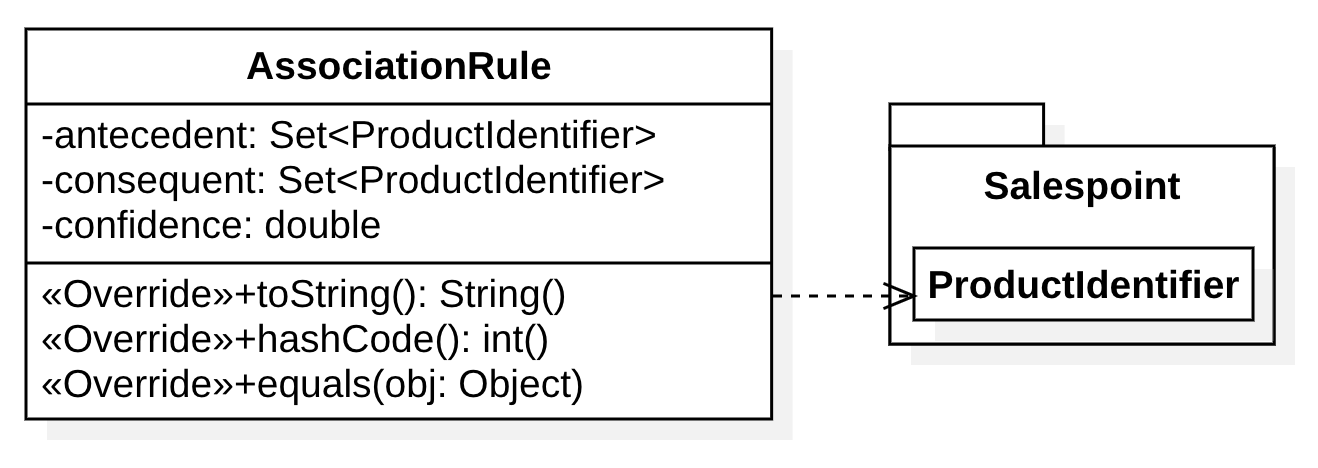 AssociationRule
-antecedent: Set<ProductIdentifier>
-consequent: Set<ProductIdentifier>
-confidence: double
«Override»+toString(): String()
«Override»+hashCode(): int()
«Override»+equals(obj: Object)
Salespoint
ProductIdentifier